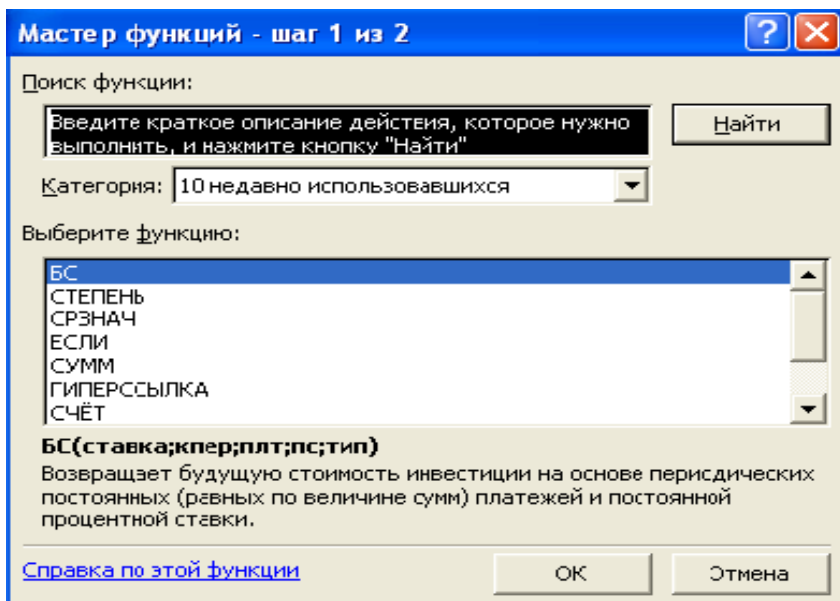 Мастер функций - шаг 1 из 2
Поиск функции:
Введите краткое описание действия, которое нужно
выполнить, и нажмите кнопку "Найти"
Найти
Категория: 10 недавно использовавшихся
Выберите функцию:
БС
СТЕПЕНЬ
СРЗНАЧ
ЕСЛИ
СУММ
ГИПЕРССЫЛКА
СЧЁТ
БС(ставка;кпер;плт;пс;тип)
Возвращает будущую стоимость инвестиции на основе периодических
постоянных (равных по величине сумм) платежей и постоянной
процентной ставки.
Справка по этой функции
ОК
Отмена